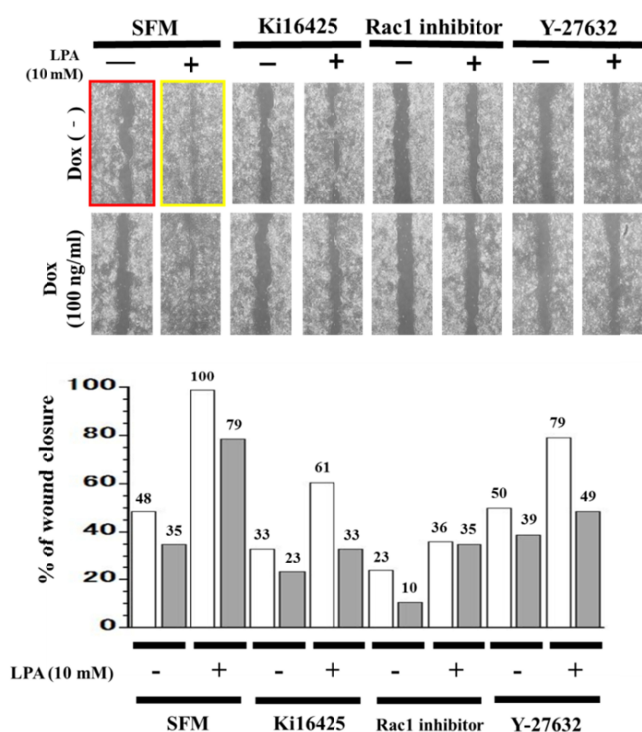 SFM Ki16425 Rac1 inhibitor Y-27632
LPA
(10 mM) — + − + − + − +
Dox ( - )
Dox
(100 ng/ml)
% of wound closure
100
80
60
40
20
0
48 35 100 79 33 23 61 33 23 10 36 35 50 39 79 49
LPA (10 mM) - + - + - + - +
SFM Ki16425 Rac1 inhibitor Y-27632